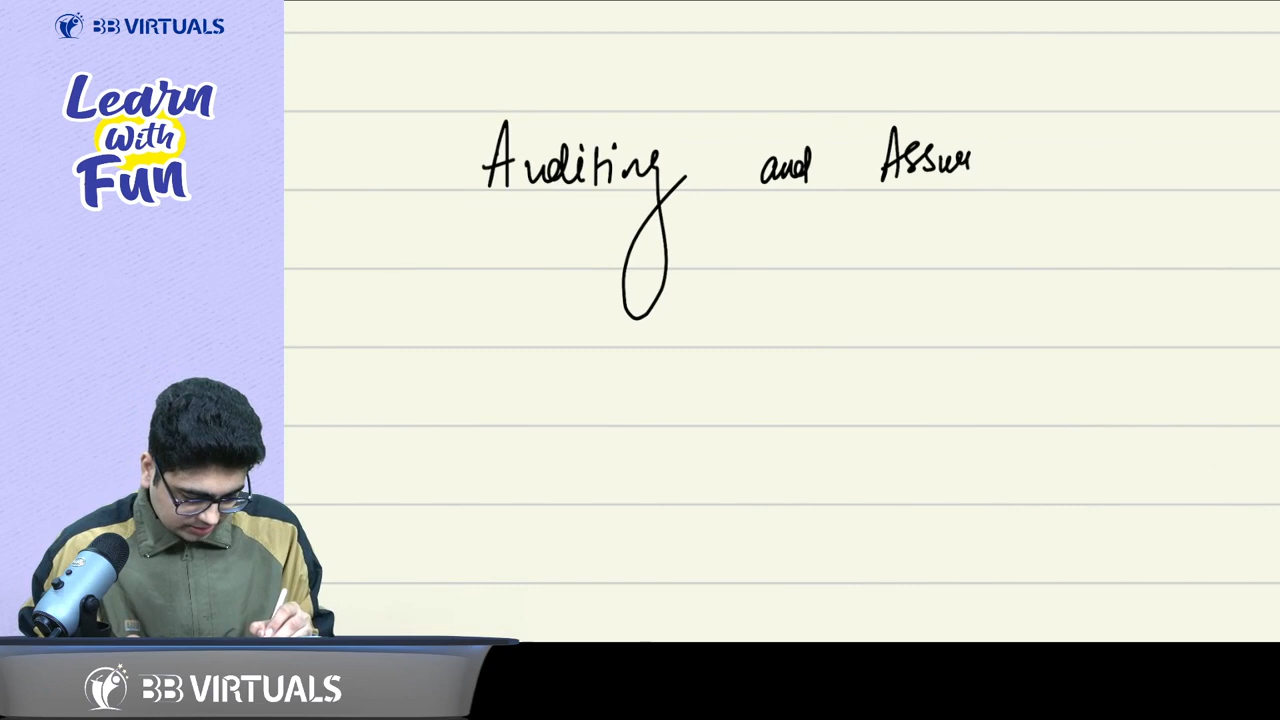 BB VIRTUALS
Learn
With
Fun
Auditing and Assur
BB VIRTUALS